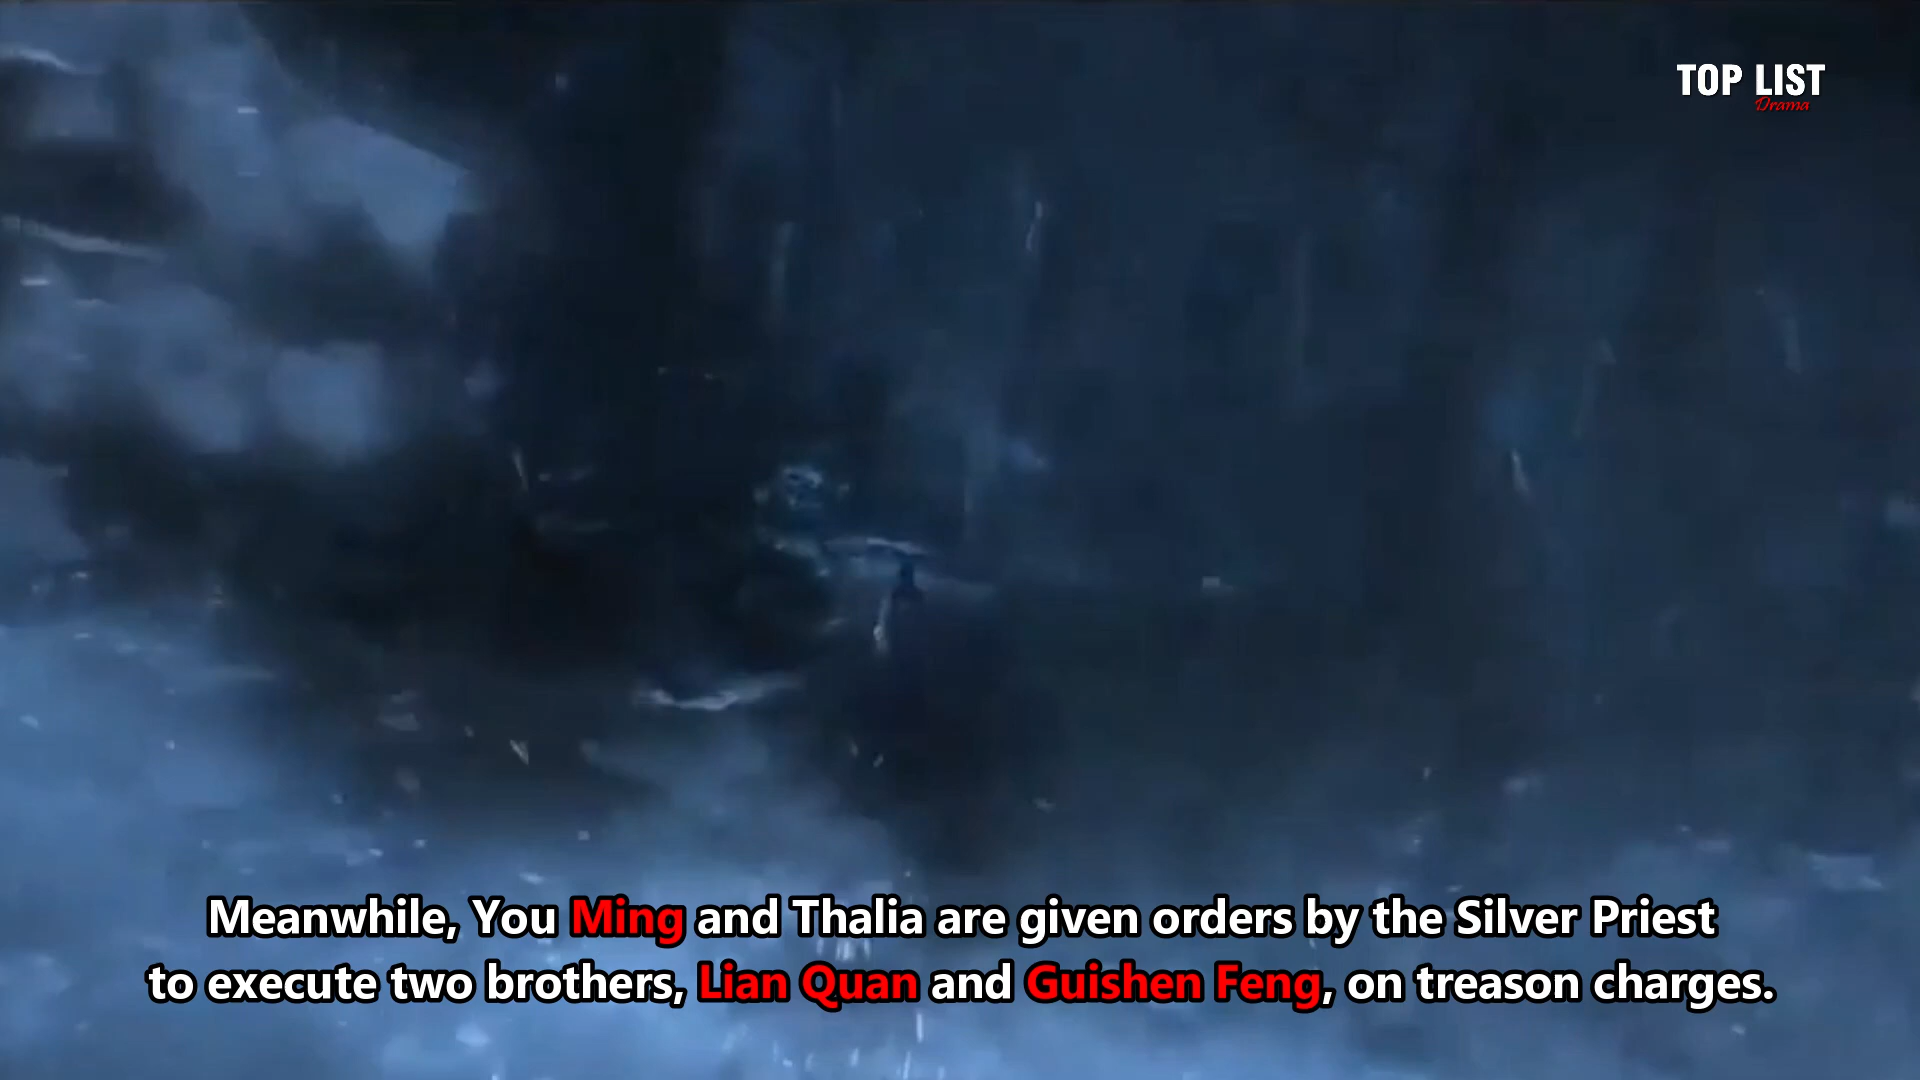 TOP LIST
Drama
Meanwhile, You Ming and Thalia are given orders by the Silver Priest
to execute two brothers, Lian Quan and Guishen Feng, on treason charges.